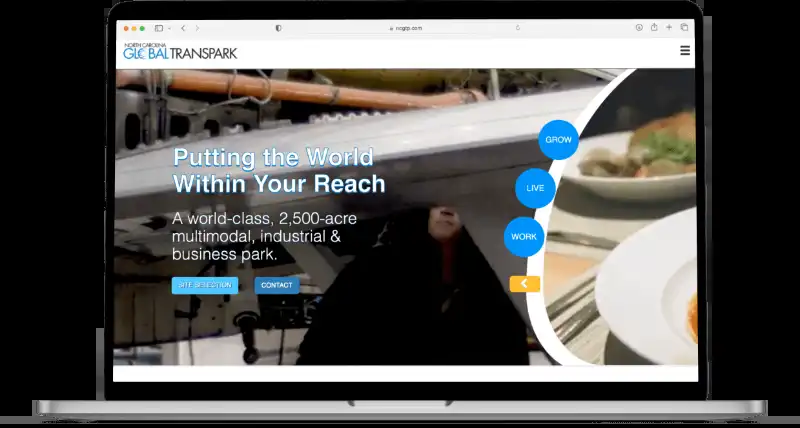 ncgtp.com
NORTH CAROLINA
GLOBAL TRANSPARK
Putting the World
Within Your Reach
A world-class, 2,500-acre
multimodal, industrial &
business park.
SITE SELECTION
CONTACT
GROW
LIVE
WORK